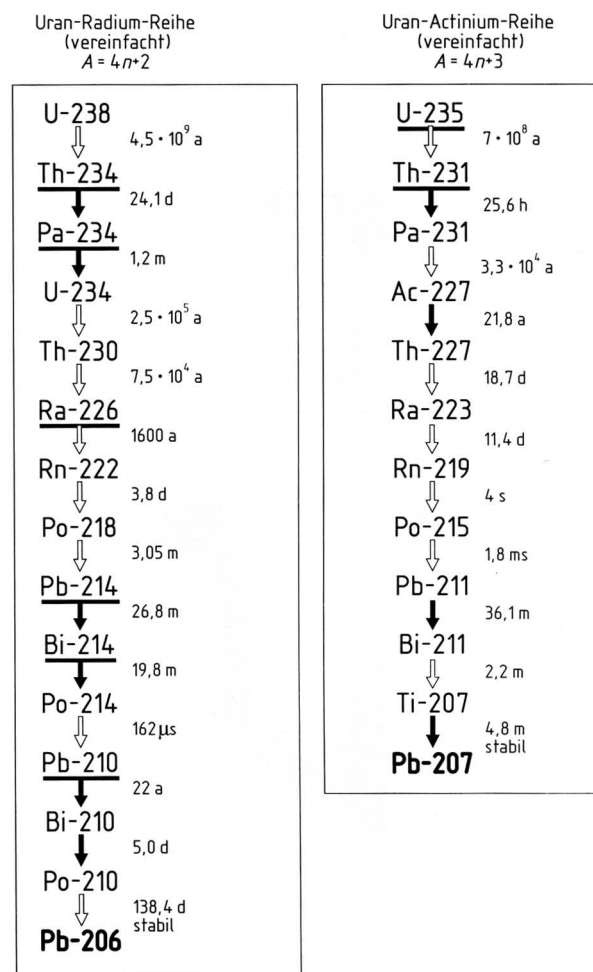 Uran-Radium-Reihe
(vereinfacht)
A = 4n+2
U-238
4,5 · 10⁹ a
Th-234
24,1 d
Pa-234
1,2 m
U-234
2,5 · 10⁵ a
Th-230
7,5 · 10⁴ a
Ra-226
1600 a
Rn-222
3,8 d
Po-218
3,05 m
Pb-214
26,8 m
Bi-214
19,8 m
Po-214
162 µs
Pb-210
22 a
Bi-210
5,0 d
Po-210
138,4 d
stabil
Pb-206
Uran-Actinium-Reihe
(vereinfacht)
A = 4n+3
U-235
7 · 10⁸ a
Th-231
25,6 h
Pa-231
3,3 · 10⁴ a
Ac-227
21,8 a
Th-227
18,7 d
Ra-223
11,4 d
Rn-219
4 s
Po-215
1,8 ms
Pb-211
36,1 m
Bi-211
2,2 m
Ti-207
4,8 m
stabil
Pb-207